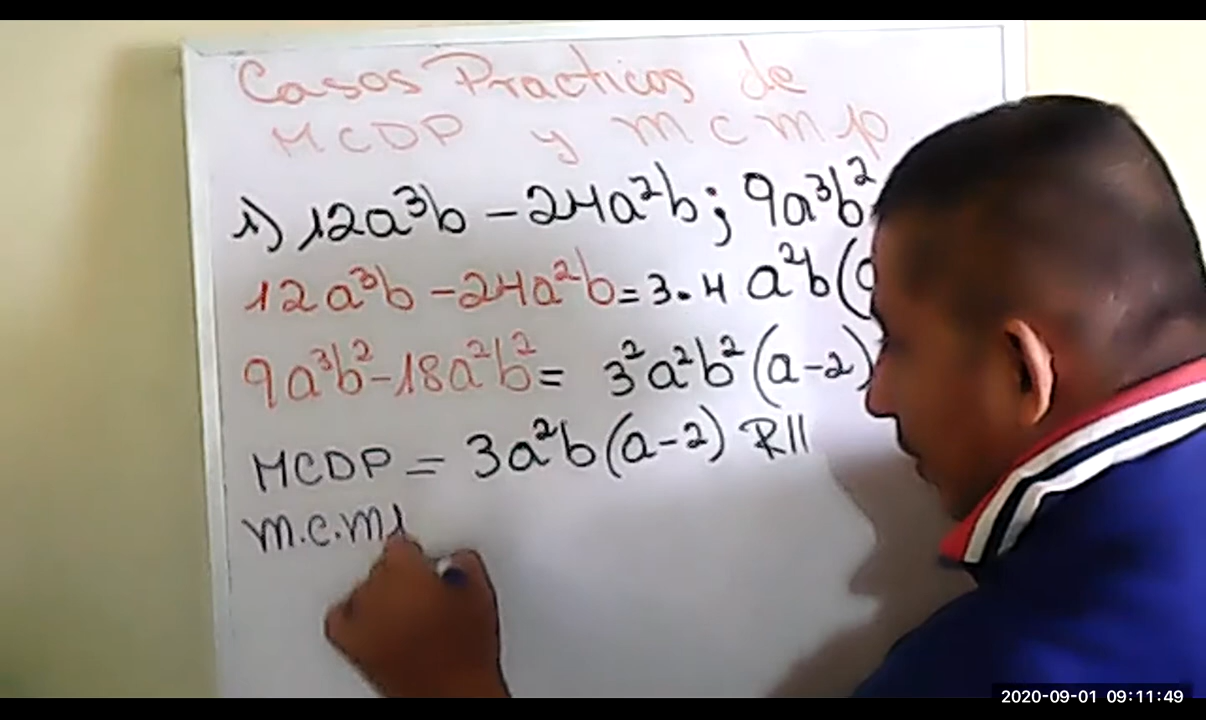 Casos Practicos de
MCDP y mcmp
1) 12a³b - 24a²b; 9a³b²
12a³b - 24a²b = 3·4 a²b(
9a³b² - 18a²b² = 3²a²b²(a-2)
MCDP = 3a²b(a-2) R//
m.c.m
2020-09-01 09:11:49